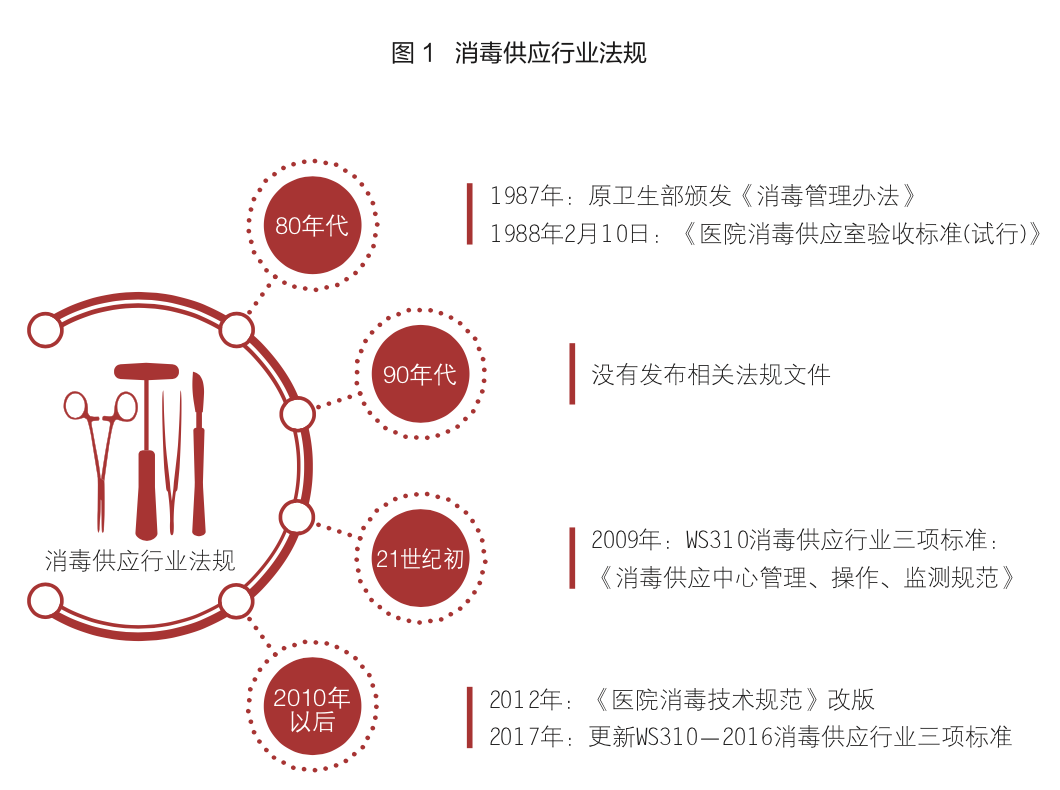 图 1 消毒供应行业法规
80年代
1987年：原卫生部颁发《消毒管理办法》
1988年2月10日：《医院消毒供应室验收标准(试行)》
90年代
没有发布相关法规文件
消毒供应行业法规
21世纪初
2009年：WS310消毒供应行业三项标准：
《消毒供应中心管理、操作、监测规范》
2010年
以后
2012年：《医院消毒技术规范》改版
2017年：更新WS310—2016消毒供应行业三项标准